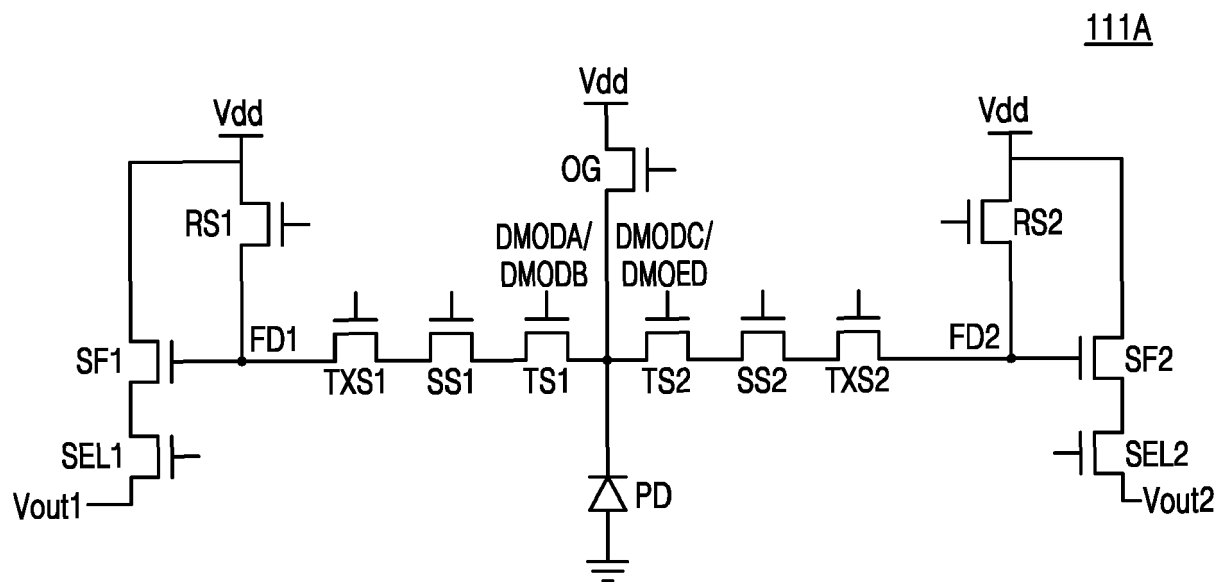 111A
Vdd
Vdd
Vdd
OG
RS1
RS2
DMODA/
DMODB
DMODC/
DMOED
FD1
FD2
SF1
SF2
TXS1
SS1
TS1
TS2
SS2
TXS2
SEL1
SEL2
Vout1
PD
Vout2